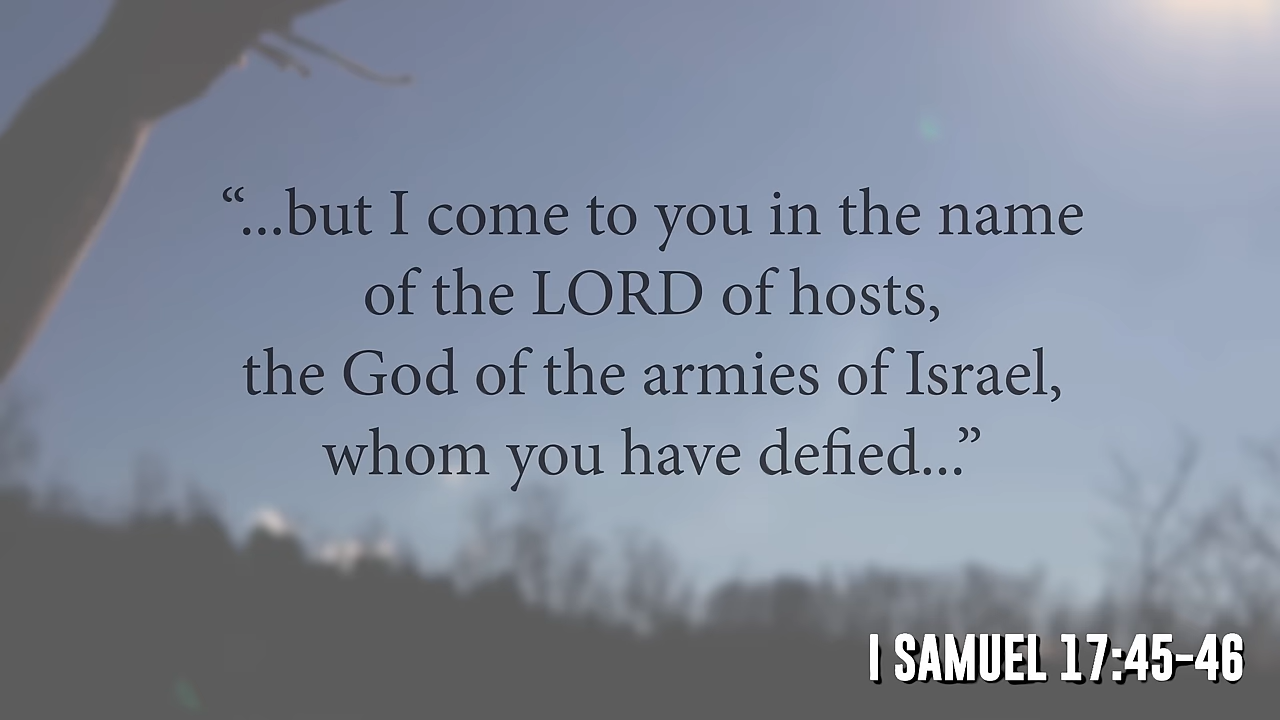 “...but I come to you in the name
of the LORD of hosts,
the God of the armies of Israel,
whom you have defied...”
I SAMUEL 17:45-46